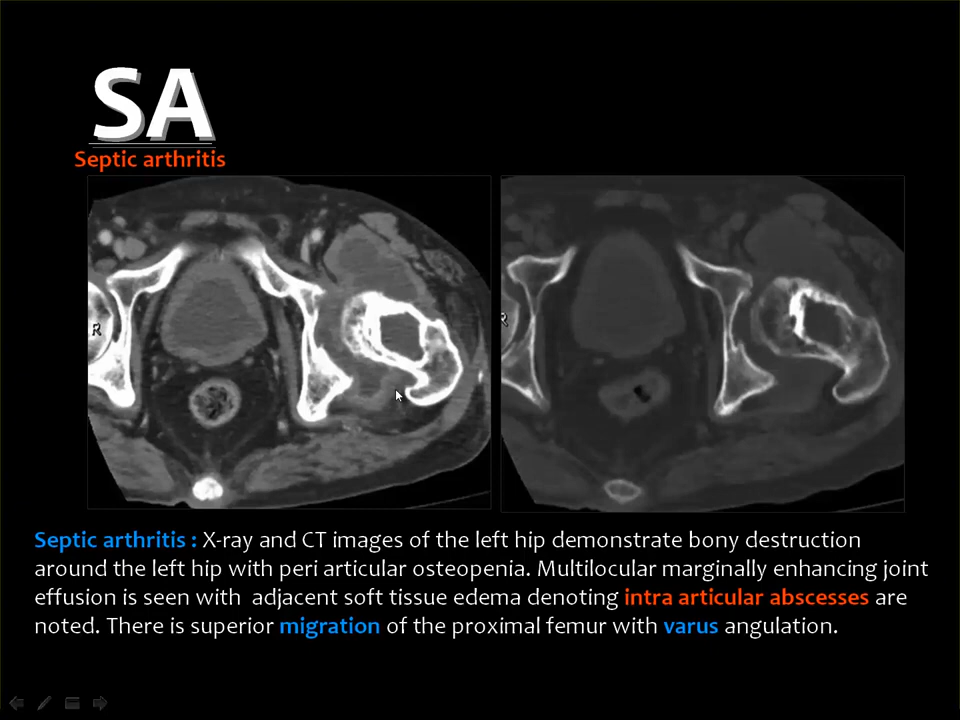 SA
Septic arthritis
R
R
Septic arthritis : X-ray and CT images of the left hip demonstrate bony destruction
around the left hip with peri articular osteopenia. Multilocular marginally enhancing joint
effusion is seen with adjacent soft tissue edema denoting intra articular abscesses are
noted. There is superior migration of the proximal femur with varus angulation.